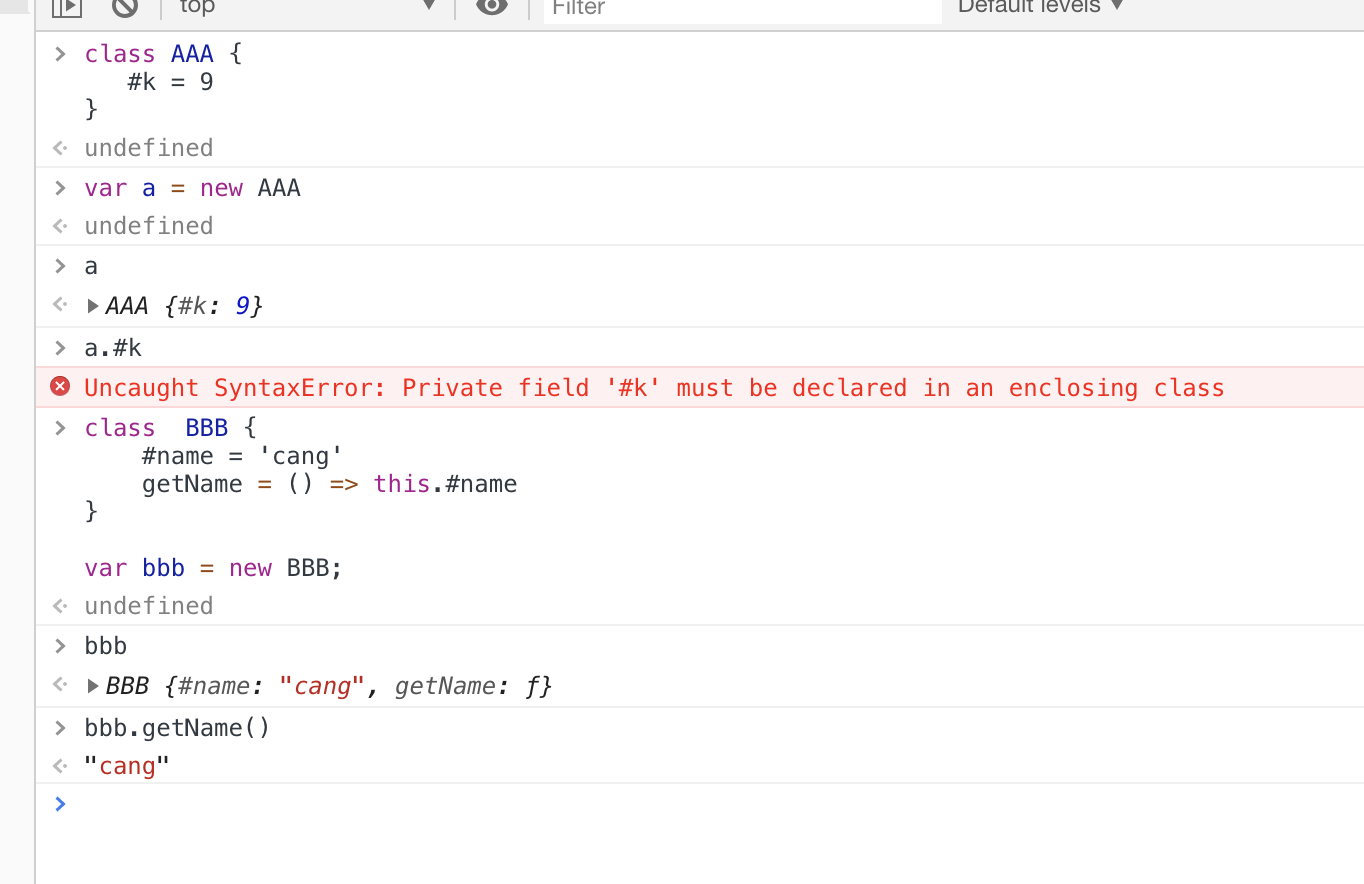 top ▼ Filter Default levels ▼
> class AAA {
   #k = 9
}
undefined
> var a = new AAA
undefined
> a
▶ AAA {#k: 9}
> a.#k
Uncaught SyntaxError: Private field '#k' must be declared in an enclosing class
> class  BBB {
    #name = 'cang'
    getName = () => this.#name
}
var bbb = new BBB;
undefined
> bbb
▶ BBB {#name: "cang", getName: ƒ}
> bbb.getName()
"cang"
>